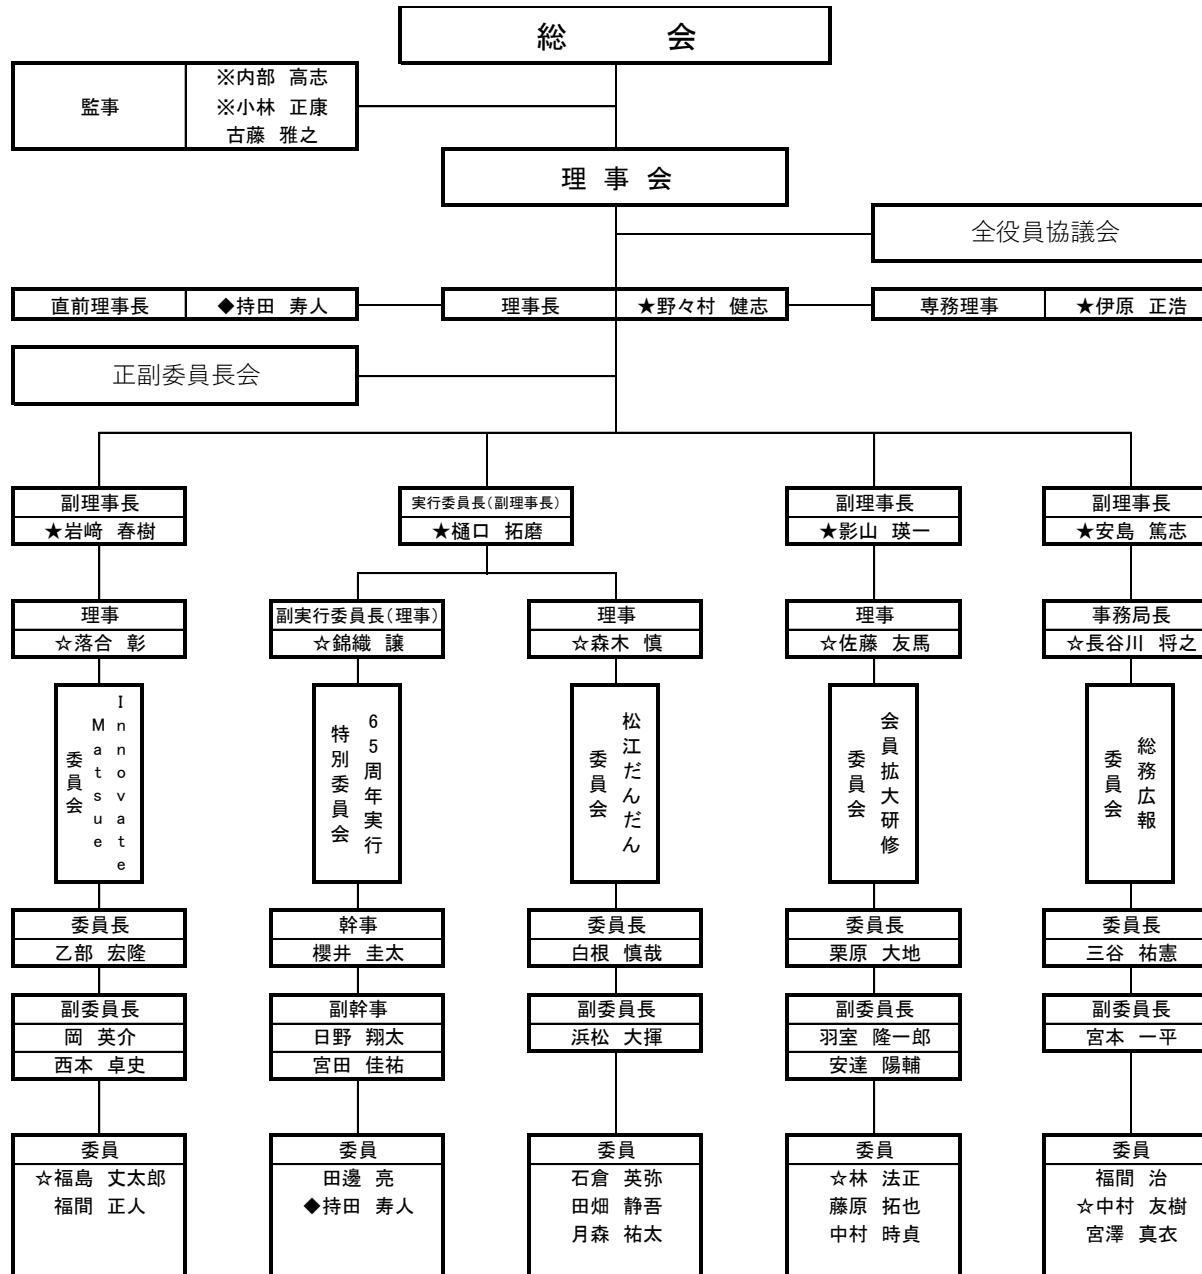 総　会
監事
※内部 高志
※小林 正康
古藤 雅之
理 事 会
全役員協議会
直前理事長
◆持田 寿人
理事長
★野々村 健志
専務理事
★伊原 正浩
正副委員長会
副理事長
★岩﨑 春樹
実行委員長(副理事長)
★樋口 拓磨
副理事長
★影山 瑛一
副理事長
★安島 篤志
理事
☆落合 彰
副実行委員長(理事)
☆錦織 譲
理事
☆森木 慎
理事
☆佐藤 友馬
事務局長
☆長谷川 将之
Innovate
Matsue
委員会
65周年実行
特別委員会
松江だんだん
委員会
会員拡大研修
委員会
総務広報
委員会
委員長
乙部 宏隆
幹事
櫻井 圭太
委員長
白根 慎哉
委員長
栗原 大地
委員長
三谷 祐憲
副委員長
岡 英介
西本 卓史
副幹事
日野 翔太
宮田 佳祐
副委員長
浜松 大揮
副委員長
羽室 隆一郎
安達 陽輔
副委員長
宮本 一平
委員
☆福島 丈太郎
福間 正人
委員
田邊 亮
◆持田 寿人
委員
石倉 英弥
田畑 静吾
月森 祐太
委員
☆林 法正
藤原 拓也
中村 時貞
委員
福間 治
☆中村 友樹
宮澤 真衣